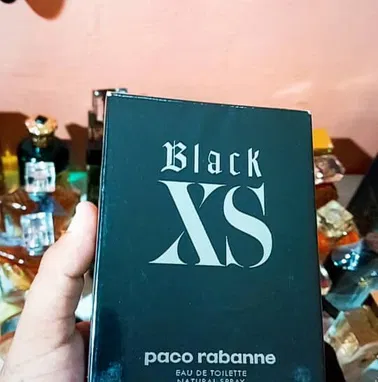 Black
XS
paco rabanne
EAU DE TOILETTE
NATURAL SPRAY